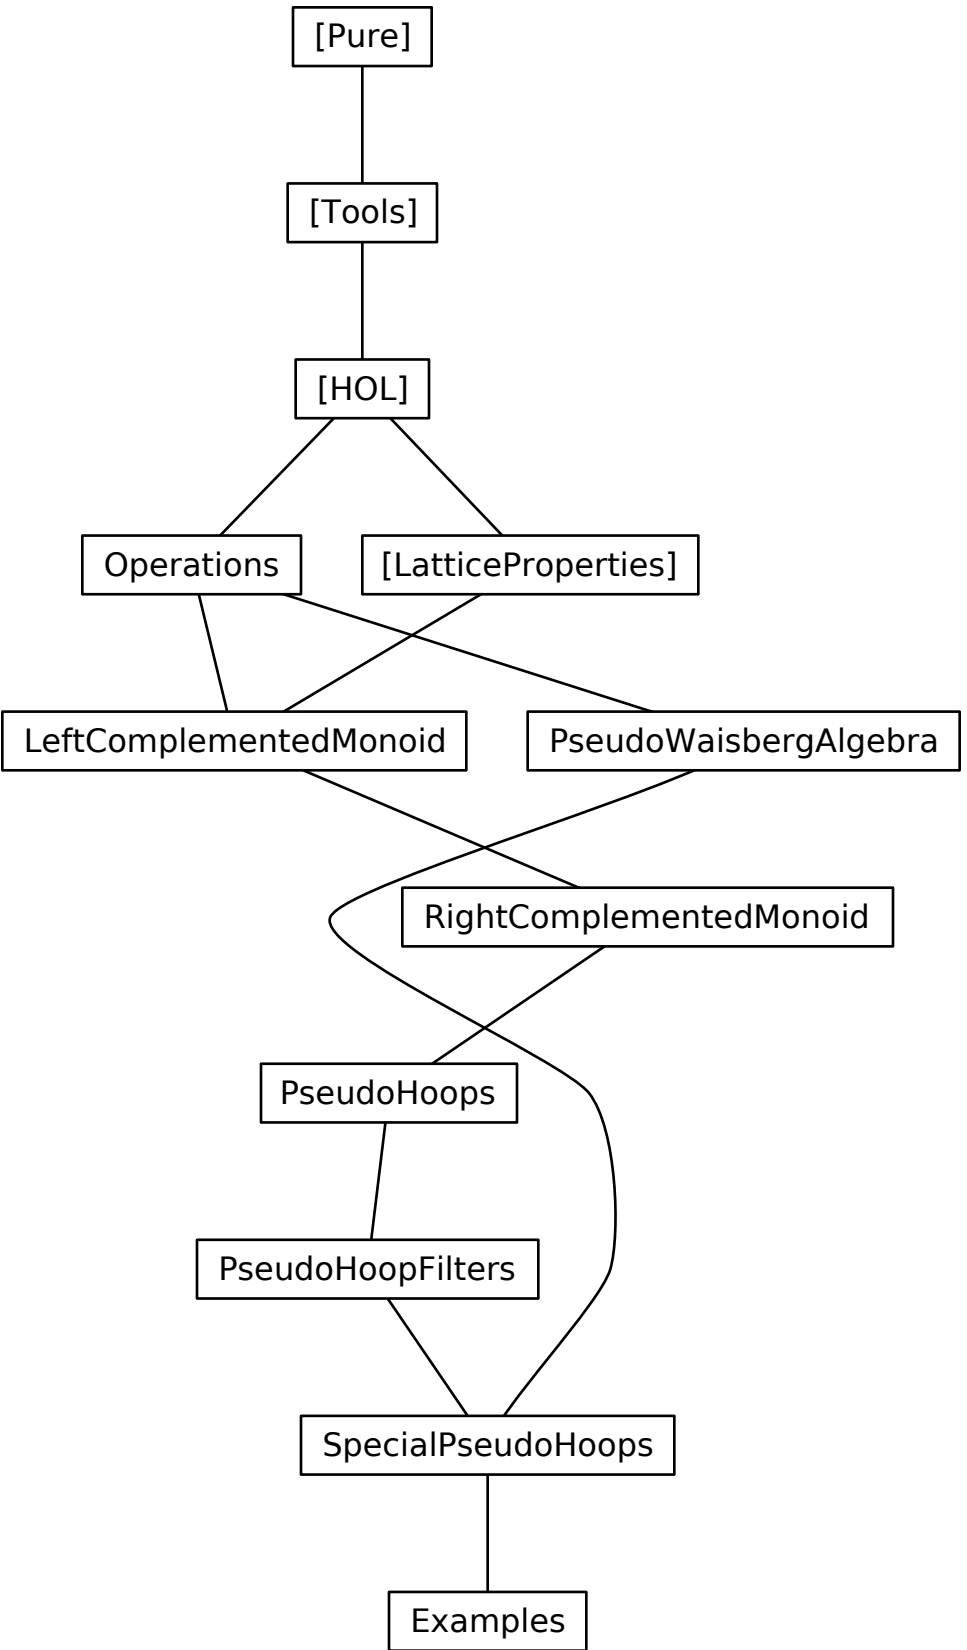 [Pure]
[Tools]
[HOL]
Operations
[LatticeProperties]
LeftComplementedMonoid
PseudoWaisbergAlgebra
RightComplementedMonoid
PseudoHoops
PseudoHoopFilters
SpecialPseudoHoops
Examples